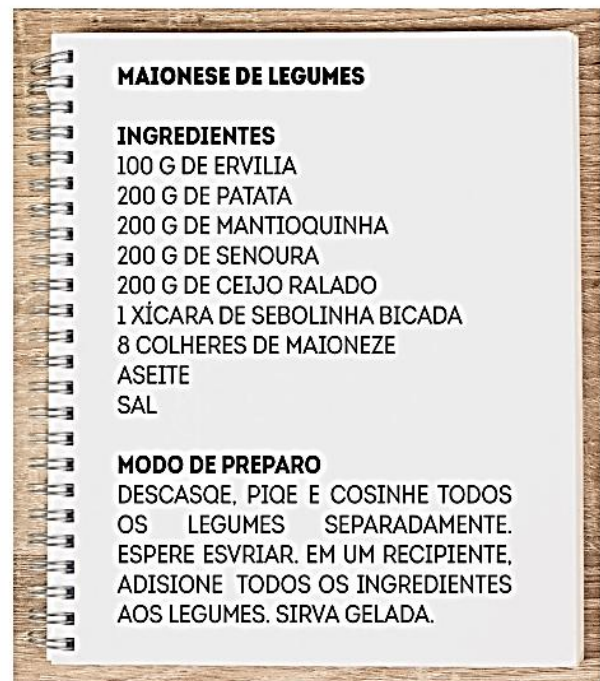 MAIONESE DE LEGUMES
INGREDIENTES
100 G DE ERVILIA
200 G DE PATATA
200 G DE MANTIOQUINHA
200 G DE SENOURA
200 G DE CEIJO RALADO
1 XÍCARA DE SEBOLINHA BICADA
8 COLHERES DE MAIONEZE
ASEITE
SAL
MODO DE PREPARO
DESCASQE, PIQE E COSINHE TODOS
OS LEGUMES SEPARADAMENTE.
ESPERE ESVRIAR. EM UM RECIPIENTE,
ADISIONE TODOS OS INGREDIENTES
AOS LEGUMES. SIRVA GELADA.